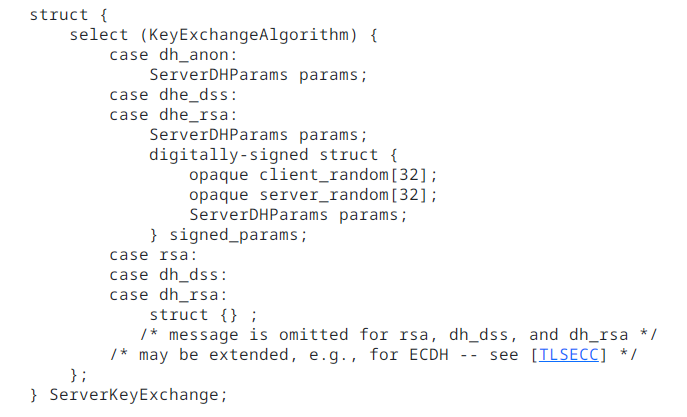 struct {
    select (KeyExchangeAlgorithm) {
        case dh_anon:
            ServerDHParams params;
        case dhe_dss:
        case dhe_rsa:
            ServerDHParams params;
            digitally-signed struct {
                opaque client_random[32];
                opaque server_random[32];
                ServerDHParams params;
            } signed_params;
        case rsa:
        case dh_dss:
        case dh_rsa:
            struct {} ;
           /* message is omitted for rsa, dh_dss, and dh_rsa */
        /* may be extended, e.g., for ECDH -- see [TLSECC] */
    };
} ServerKeyExchange;